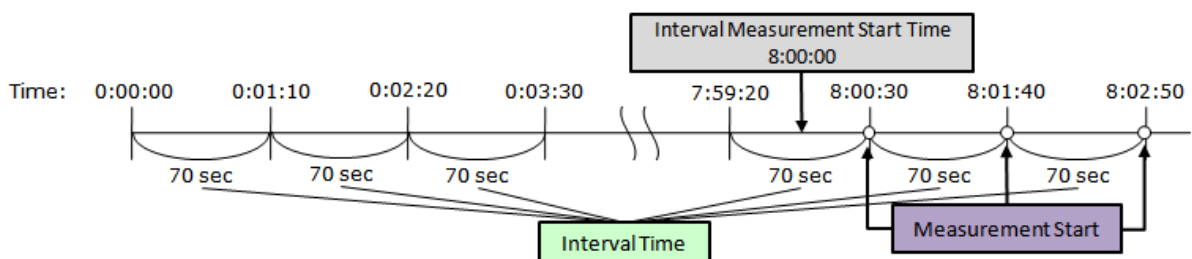 Interval Measurement Start Time
8:00:00
Time: 0:00:00 0:01:10 0:02:20 0:03:30 7:59:20 8:00:30 8:01:40 8:02:50
70 sec 70 sec 70 sec 70 sec 70 sec 70 sec
Interval Time
Measurement Start